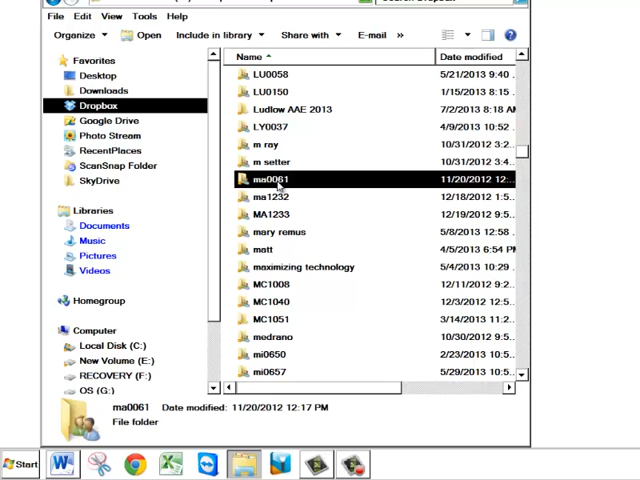 File Edit View Tools Help
Organize Open Include in library Share with E-mail »
Favorites
Desktop
Downloads
Dropbox
Google Drive
Photo Stream
RecentPlaces
ScanSnap Folder
SkyDrive
Libraries
Documents
Music
Pictures
Videos
Homegroup
Computer
Local Disk (C:)
New Volume (E:)
RECOVERY (F:)
OS (G:)
Name Date modified
LU0058 5/21/2013 9:40 ...
LU0150 1/15/2013 8:15 ...
Ludlow AAE 2013 7/2/2013 8:18 AM
LY0037 4/9/2013 10:52 ...
m ray 10/31/2012 3:2...
m setter 10/31/2012 3:4...
ma0061 11/20/2012 12:...
ma1232 12/18/2012 1:5...
MA1233 12/19/2012 9:5...
mary remus 5/8/2013 12:58 ...
matt 4/5/2013 6:54 PM
maximizing technology 5/4/2013 10:29 ...
MC1008 12/11/2012 9:2...
MC1040 12/3/2012 12:5...
MC1051 3/14/2013 11:2...
medrano 10/30/2012 9:4...
mi0650 2/23/2013 10:5...
mi0657 5/29/2013 10:5...
ma0061 Date modified: 11/20/2012 12:17 PM
File folder
Start